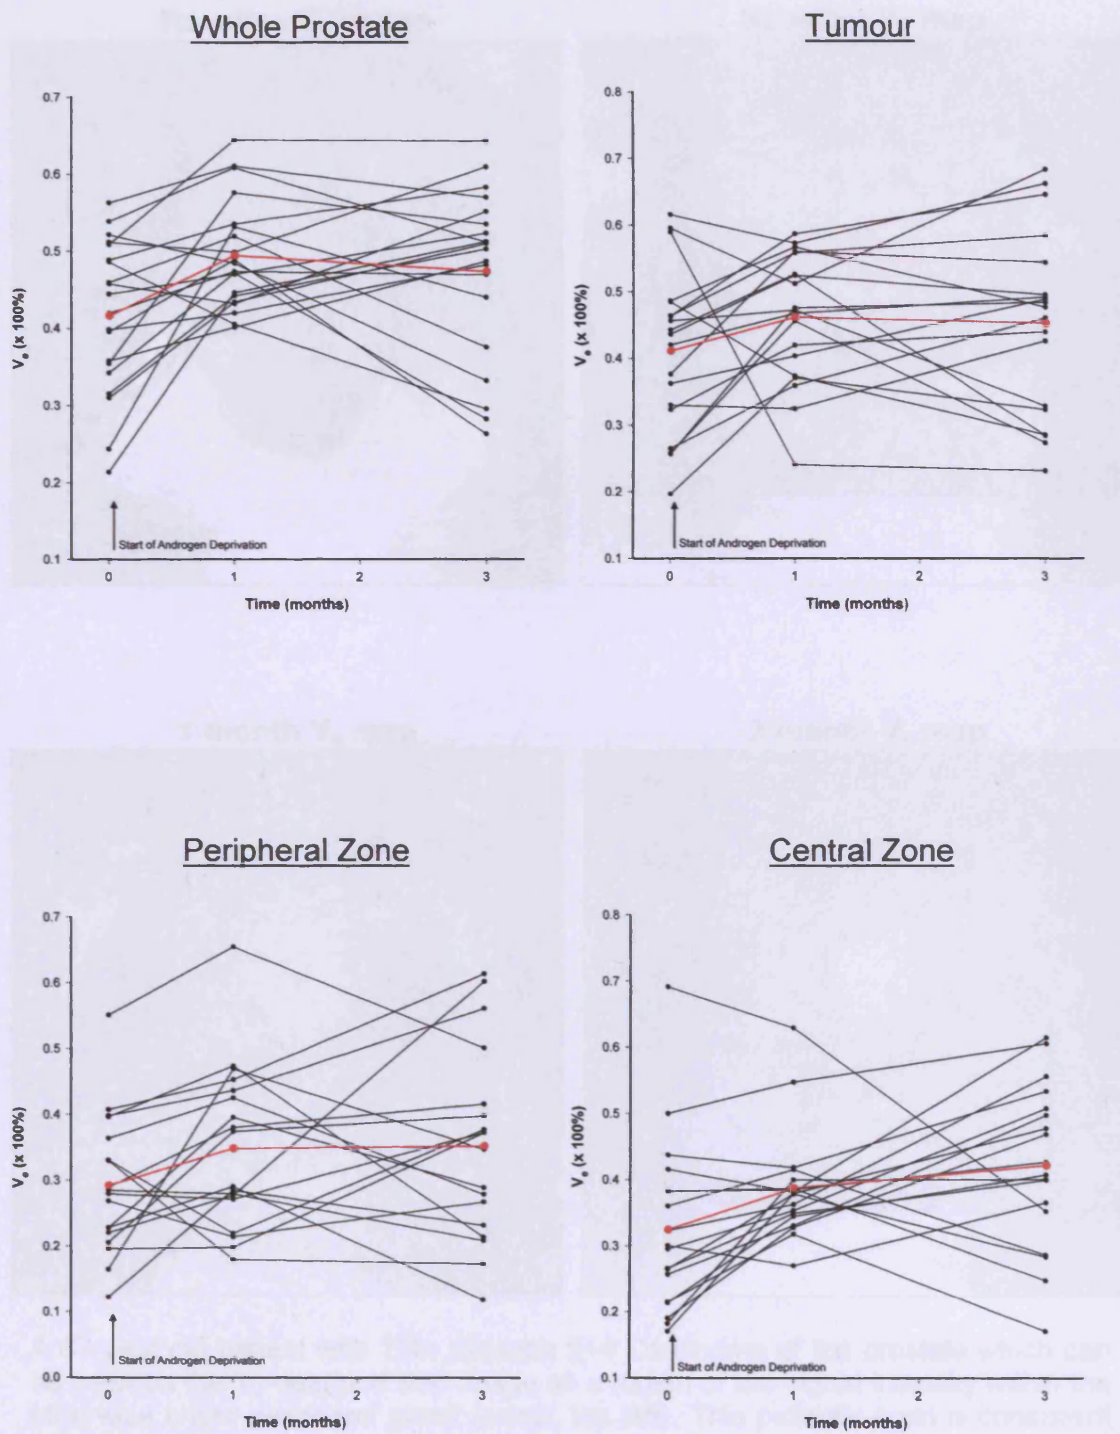 Whole Prostate
0.7
0.6
0.5
0.4
0.3
0.2
0.1
Ve (x 100%)
Start of Androgen Deprivation
0 1 2 3
Time (months)
Tumour
0.8
0.7
0.6
0.5
0.4
0.3
0.2
0.1
Ve (x 100%)
Start of Androgen Deprivation
0 1 2 3
Time (months)
Peripheral Zone
0.7
0.6
0.5
0.4
0.3
0.2
0.1
0.0
Ve (x 100%)
Start of Androgen Deprivation
0 1 2 3
Time (months)
Central Zone
0.8
0.7
0.6
0.5
0.4
0.3
0.2
0.1
Ve (x 100%)
Start of Androgen Deprivation
0 1 2 3
Time (months)